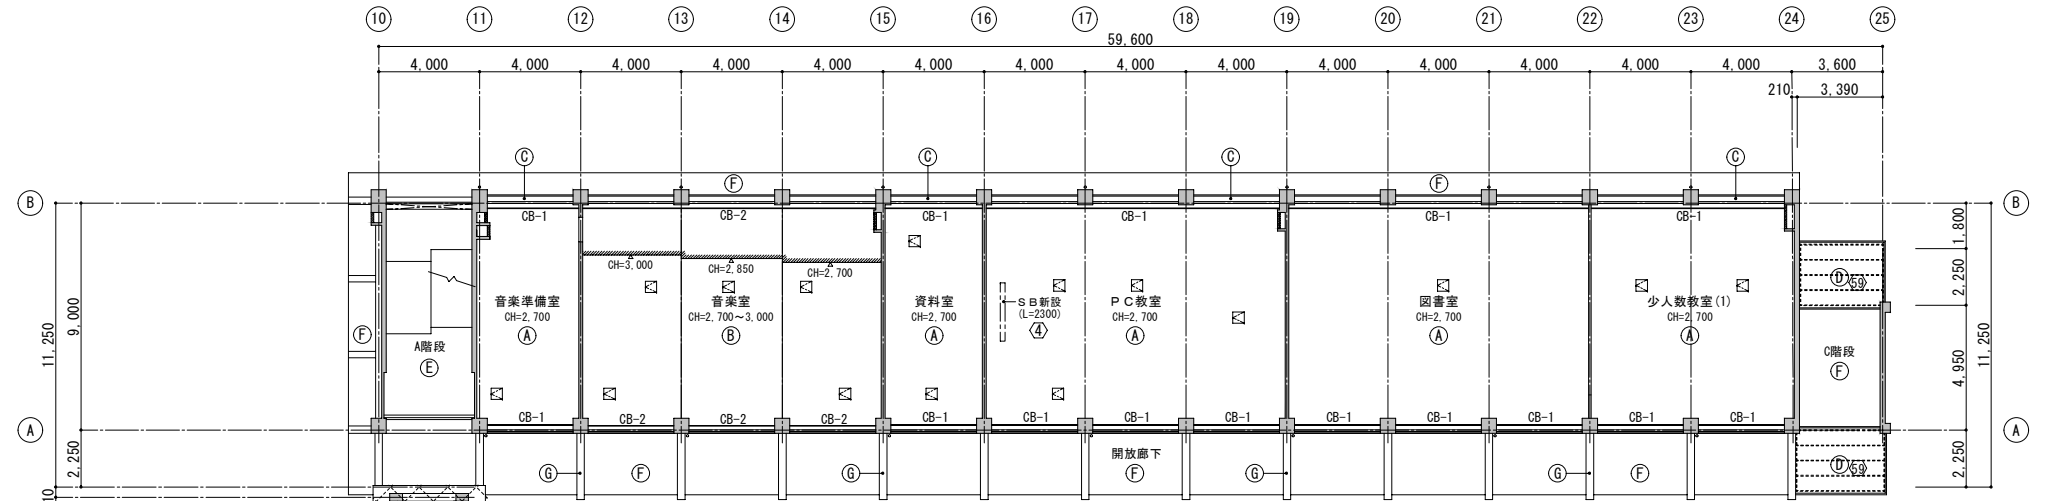 10 11 12 13 14 15 16 17 18 19 20 21 22 23 24 25
59,600
4,000 4,000 4,000 4,000 4,000 4,000 4,000 4,000 4,000 4,000 4,000 4,000 4,000 4,000 3,600
210 3,390
C C C C
F F
B B
CB-1 CB-2 CB-1 CB-1 CB-1 CB-1
1,800
CH=3,000 CH=2,850 CH=2,700
D 59
2,250
音楽準備室 音楽室 資料室 SB新設 PC教室 図書室 少人数教室(1)
CH=2,700 CH=2,700~3,000 CH=2,700 (L=2300) CH=2,700 CH=2,700 CH=2,700
A B A 4 A A A
9,000
11,250
F
A階段
E
C階段
F
4,950
11,250
CB-1 CB-2 CB-2 CB-2 CB-1 CB-1 CB-1 CB-1 CB-1 CB-1 CB-1 CB-1 CB-1
A A
開放廊下
G F G F G G F
D 59
2,250 2,250
10